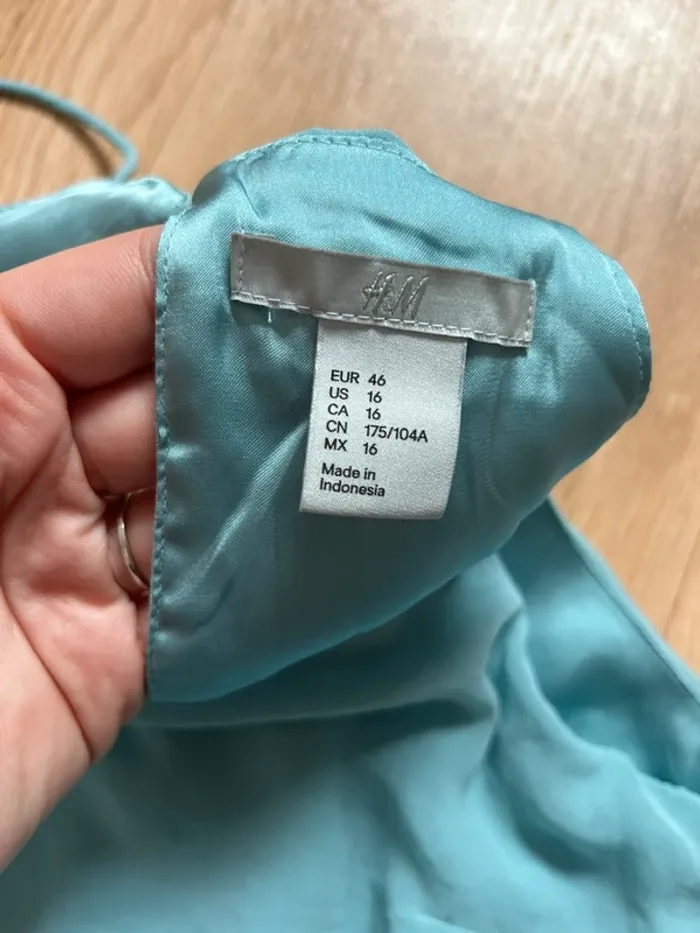 H&M
EUR 46
US 16
CA 16
CN 175/104A
MX 16
Made in
Indonesia